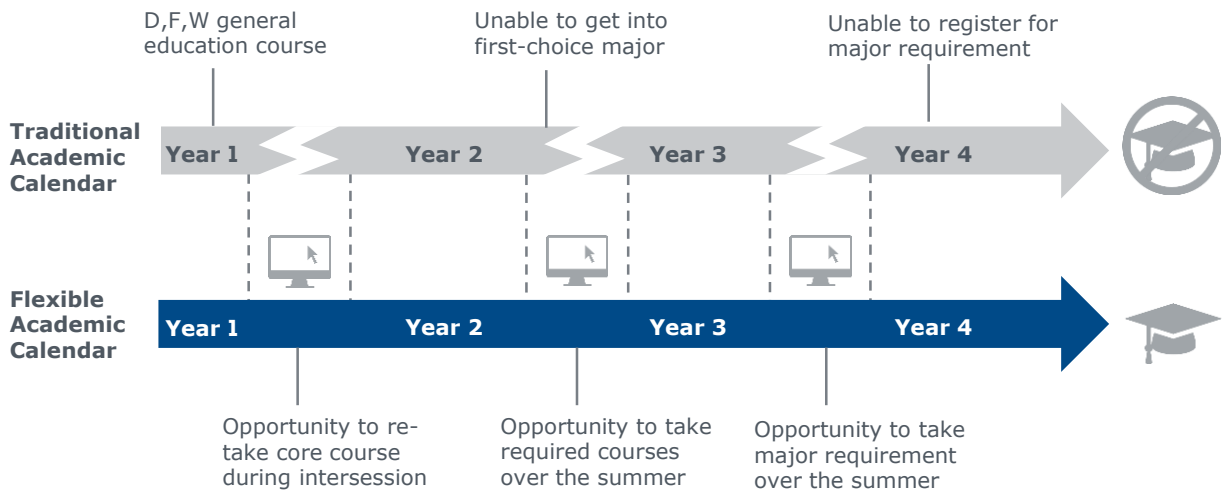 D,F,W general
education course
Unable to get into
first-choice major
Unable to register for
major requirement
Traditional
Academic
Calendar
Year 1
Year 2
Year 3
Year 4
Flexible
Academic
Calendar
Year 1
Year 2
Year 3
Year 4
Opportunity to re-
take core course
during intersession
Opportunity to take
required courses
over the summer
Opportunity to take
major requirement
over the summer